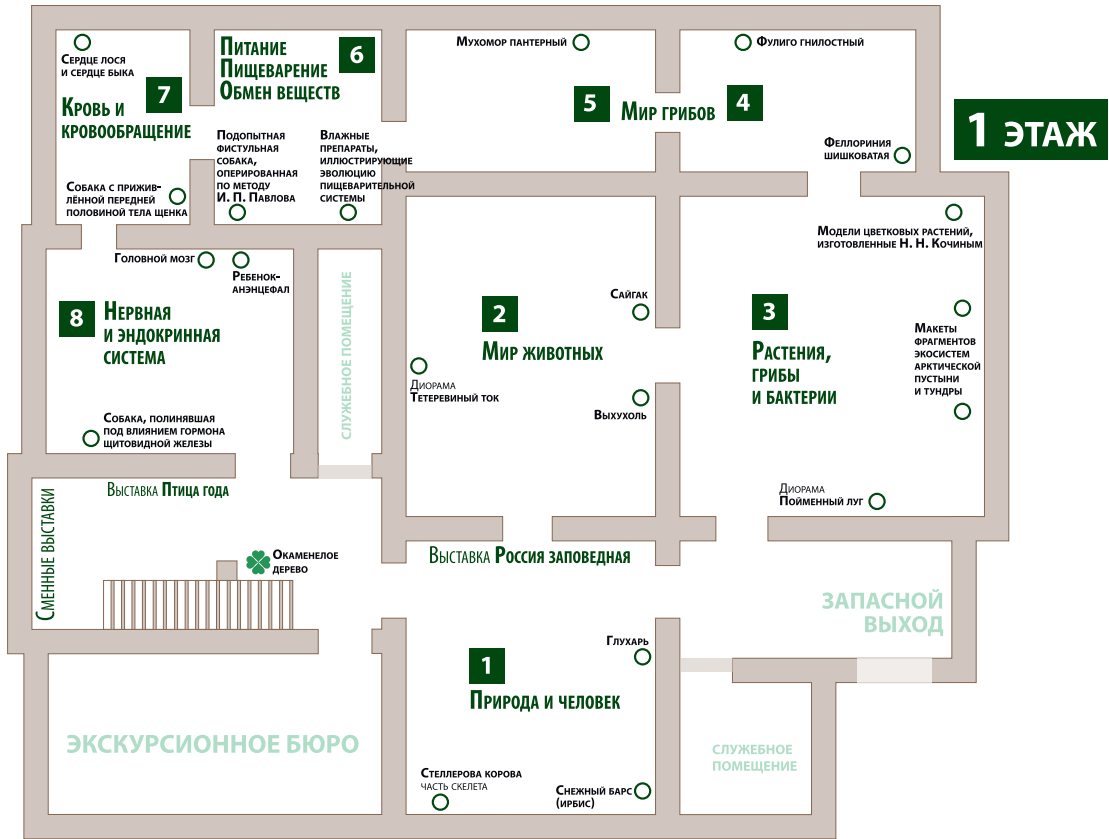 1 ЭТАЖ
Сердце лося
и сердце быка
7
Кровь и
кровообращение
Собака с прижив-
лённой передней
половиной тела щенка
Питание
Пищеварение
Обмен веществ
6
Подопытная
фистульная
собака,
оперированная
по методу
И. П. Павлова
Влажные
препараты,
иллюстрирующие
эволюцию
пищеварительной
системы
Мухомор пантерный
5
Мир грибов
4
Фулиго гнилостный
Феллориния
шишковатая
Модели цветковых растений,
изготовленные Н. Н. Кочиным
Головной мозг
Ребенок-
анэнцефал
8
Нервная
и эндокринная
система
Собака, полинявшая
под влиянием гормона
щитовидной железы
СЛУЖЕБНОЕ ПОМЕЩЕНИЕ
Сайгак
2
Мир животных
Диорама
Тетеревиный ток
Выхухоль
3
Растения,
грибы
и бактерии
Макеты
фрагментов
экосистем
арктической
пустыни
и тундры
Диорама
Пойменный луг
Выставка Птица года
Сменные выставки
Окаменелое
дерево
Выставка Россия заповедная
ЗАПАСНОЙ
ВЫХОД
Глухарь
1
Природа и человек
Стеллерова корова
часть скелета
Снежный барс
(ирбис)
ЭКСКУРСИОННОЕ БЮРО
СЛУЖЕБНОЕ
ПОМЕЩЕНИЕ